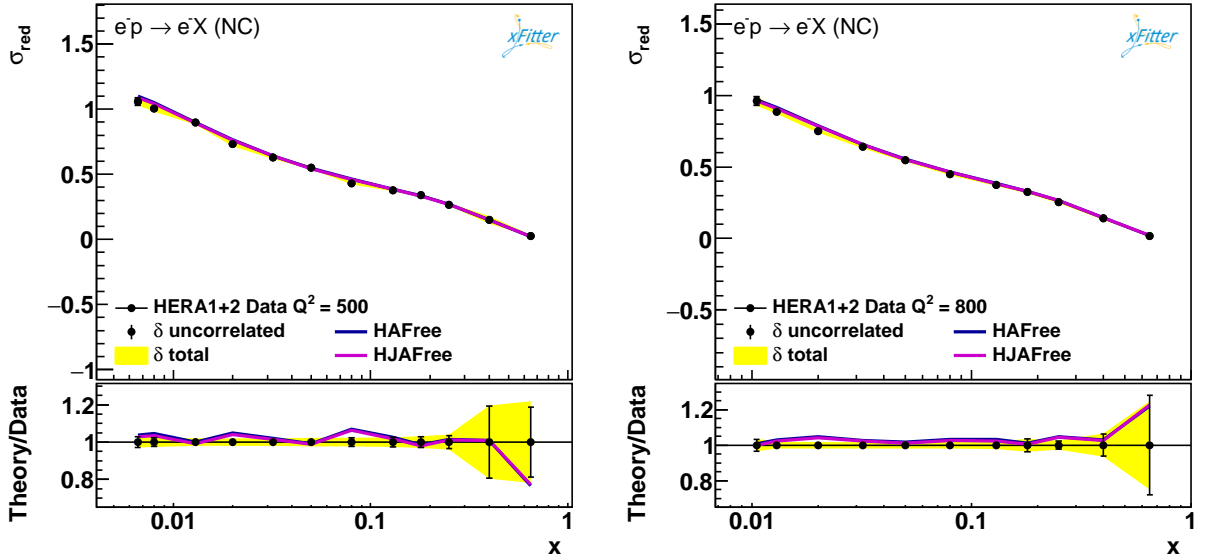 e⁻p → e⁻X (NC)
xFitter
σred
1.5
1
0.5
0
−0.5
−1
HERA1+2 Data Q² = 500
δ uncorrelated
HAFree
δ total
HJAFree
Theory/Data
1.2
1
0.8
0.01
0.1
1
x
e⁻p → e⁻X (NC)
xFitter
σred
1.5
1
0.5
0
−0.5
HERA1+2 Data Q² = 800
δ uncorrelated
HAFree
δ total
HJAFree
Theory/Data
1.2
1
0.8
0.01
0.1
1
x